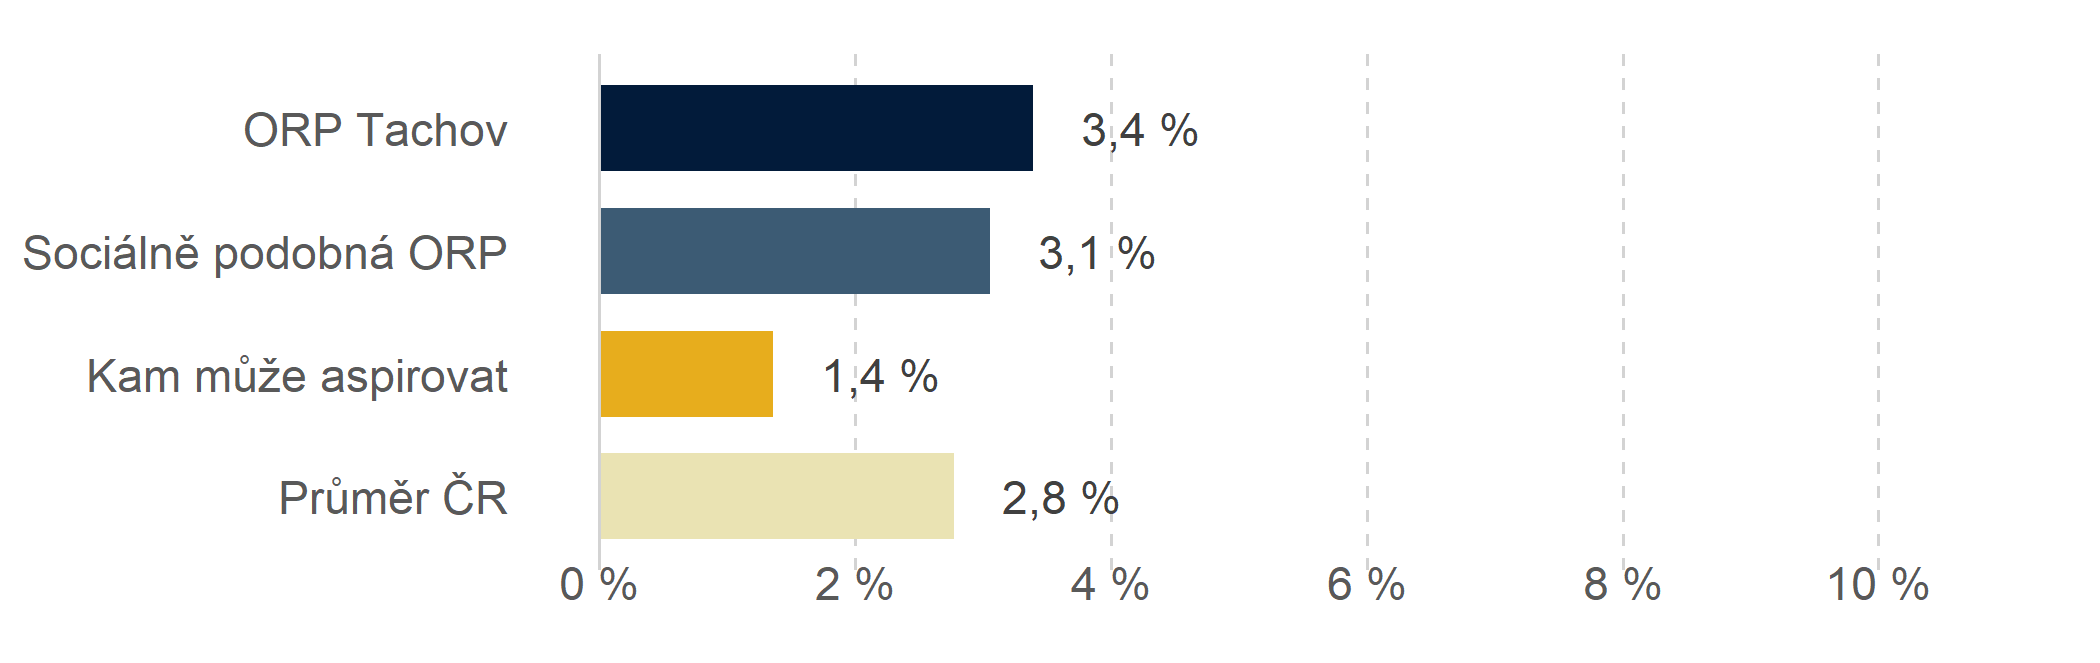 ORP Tachov
3,4 %
Sociálně podobná ORP
3,1 %
Kam může aspirovat
1,4 %
Průměr ČR
2,8 %
0 %
2 %
4 %
6 %
8 %
10 %